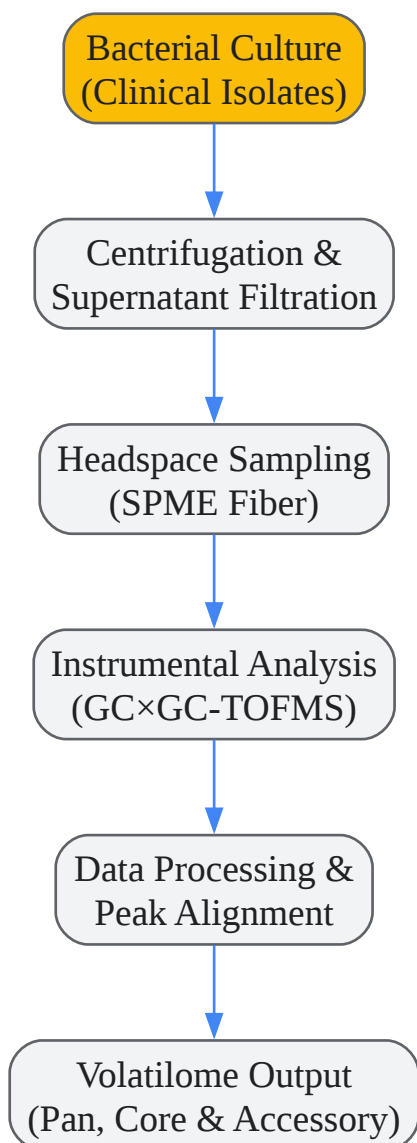 Bacterial Culture
(Clinical Isolates)
Centrifugation &
Supernatant Filtration
Headspace Sampling
(SPME Fiber)
Instrumental Analysis
(GC×GC-TOFMS)
Data Processing &
Peak Alignment
Volatilome Output
(Pan, Core & Accessory)